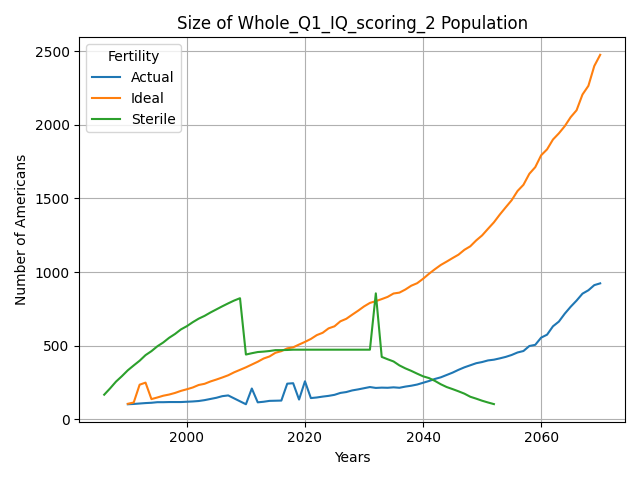 Size of Whole_Q1_IQ_scoring_2 Population
2500
2000
1500
1000
500
0
Number of Americans
Fertility
Actual
Ideal
Sterile
2000
2020
2040
2060
Years